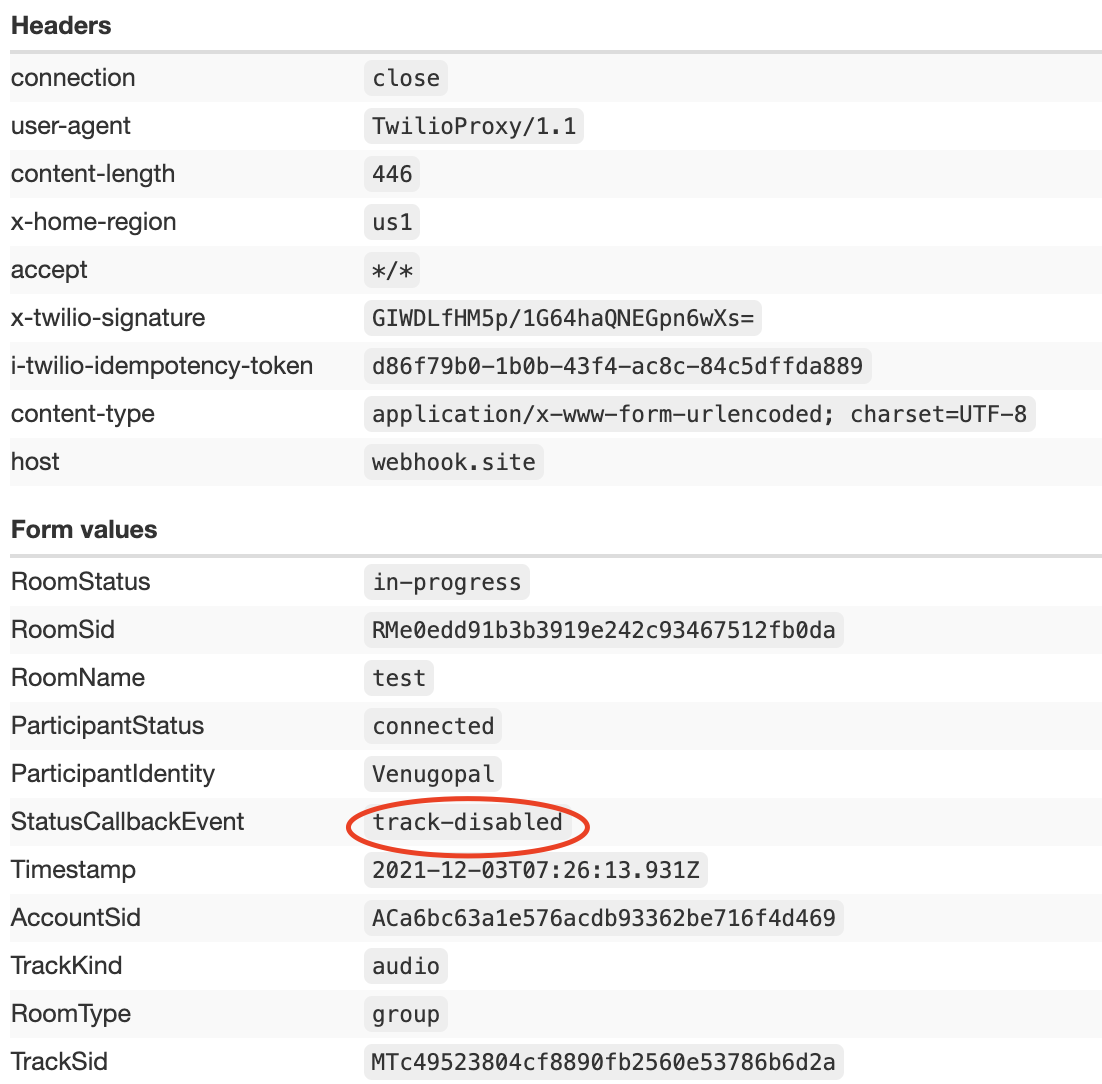 Headers
connection close
user-agent TwilioProxy/1.1
content-length 446
x-home-region us1
accept */*
x-twilio-signature GIWDLfHM5p/1G64haQNEGpn6wXs=
i-twilio-idempotency-token d86f79b0-1b0b-43f4-ac8c-84c5dffda889
content-type application/x-www-form-urlencoded; charset=UTF-8
host webhook.site
Form values
RoomStatus in-progress
RoomSid RMe0edd91b3b3919e242c93467512fb0da
RoomName test
ParticipantStatus connected
ParticipantIdentity Venugopal
StatusCallbackEvent track-disabled
Timestamp 2021-12-03T07:26:13.931Z
AccountSid ACa6bc63a1e576acdb93362be716f4d469
TrackKind audio
RoomType group
TrackSid MTc49523804cf8890fb2560e53786b6d2a